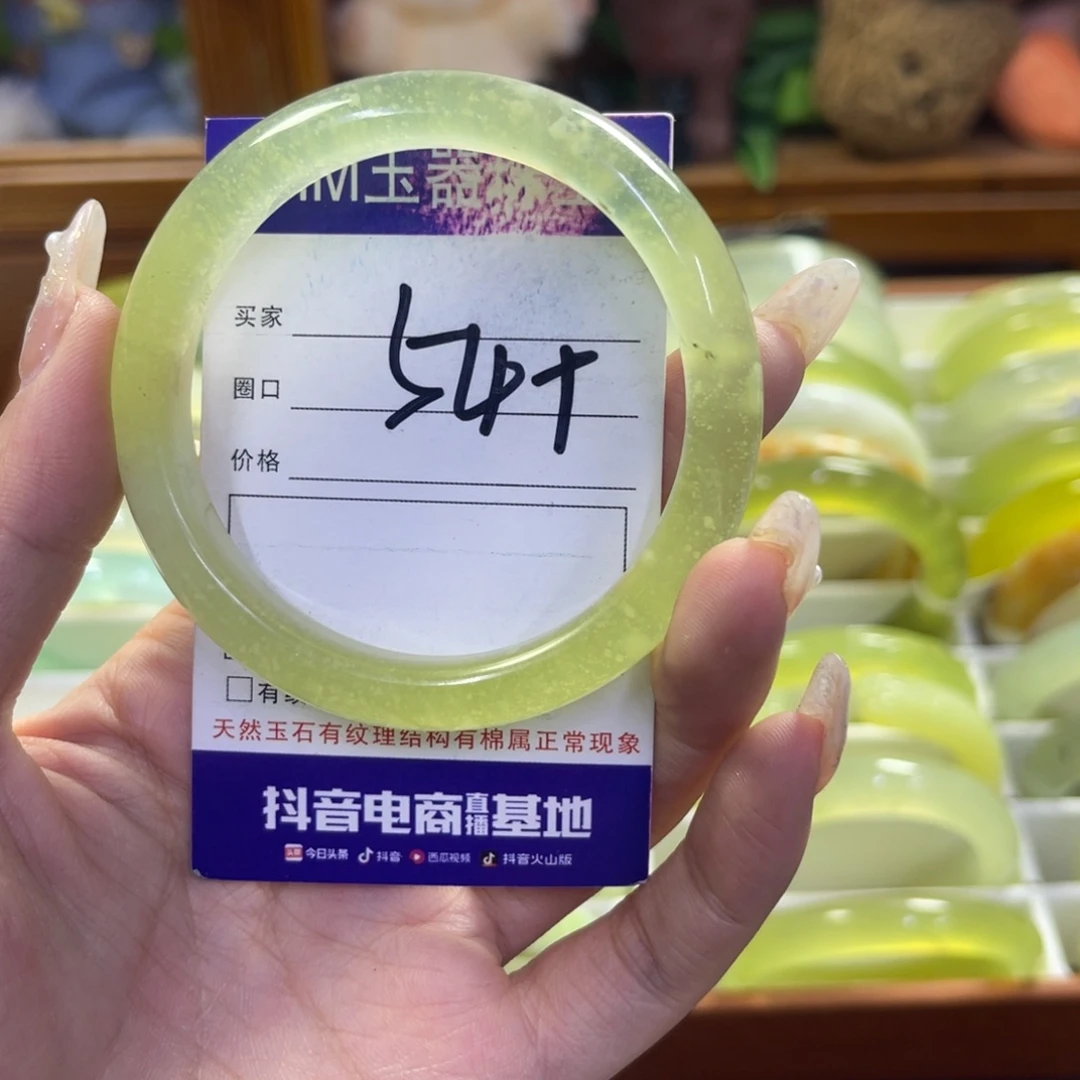 玉器
买家
54+
圈口
价格
有
天然玉石有纹理结构有棉属正常现象
抖音电商直播基地
头条 今日头条 抖音 西瓜视频 抖音火山版